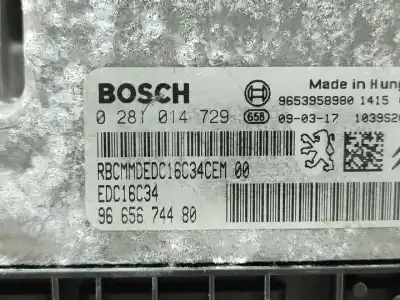 BOSCH
Made in Hung
9653958980 1415
0 281 014 729 658 09-03-17 1039S2
RBCMMDEDC16C34CEM 00
EDC16C34
96 656 744 80